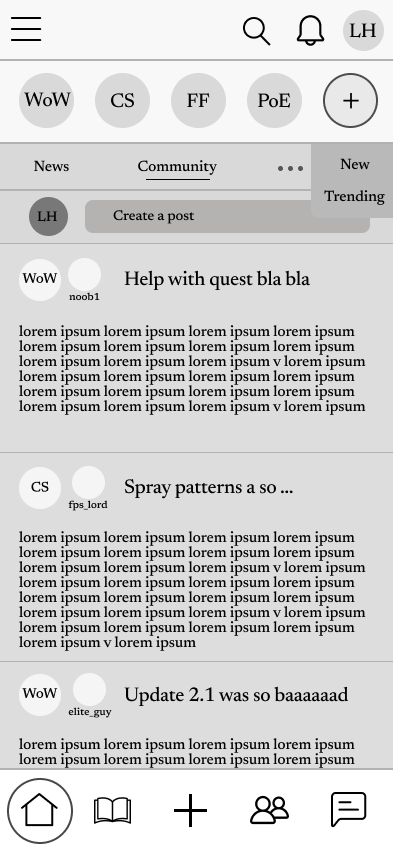 LH
WoW CS FF PoE
News Community New
Trending
LH Create a post
WoW Help with quest bla bla
noob1
lorem ipsum lorem ipsum lorem ipsum lorem ipsum
lorem ipsum lorem ipsum lorem ipsum lorem ipsum
lorem ipsum lorem ipsum lorem ipsum v lorem ipsum
lorem ipsum lorem ipsum lorem ipsum lorem ipsum
lorem ipsum lorem ipsum lorem ipsum lorem ipsum
lorem ipsum lorem ipsum lorem ipsum v lorem ipsum
CS Spray patterns a so ...
fps_lord
lorem ipsum lorem ipsum lorem ipsum lorem ipsum
lorem ipsum lorem ipsum lorem ipsum lorem ipsum
lorem ipsum lorem ipsum lorem ipsum v lorem ipsum
lorem ipsum lorem ipsum lorem ipsum lorem ipsum
lorem ipsum lorem ipsum lorem ipsum lorem ipsum
lorem ipsum lorem ipsum lorem ipsum v lorem ipsum
lorem ipsum lorem ipsum lorem ipsum lorem ipsum
lorem ipsum v lorem ipsum
WoW Update 2.1 was so baaaaaad
elite_guy
lorem ipsum lorem ipsum lorem ipsum lorem ipsum
lorem ipsum lorem ipsum lorem ipsum lorem ipsum